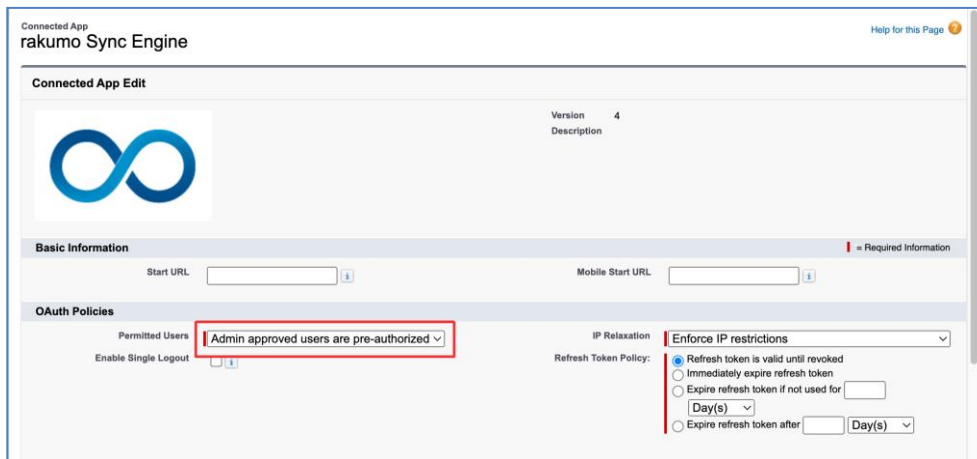 Connected App
rakumo Sync Engine
Help for this Page
Connected App Edit
Version 4
Description
Basic Information
= Required Information
Start URL
Mobile Start URL
OAuth Policies
Permitted Users Admin approved users are pre-authorized
IP Relaxation Enforce IP restrictions
Enable Single Logout
Refresh Token Policy: Refresh token is valid until revoked
Immediately expire refresh token
Expire refresh token if not used for
Day(s)
Expire refresh token after Day(s)